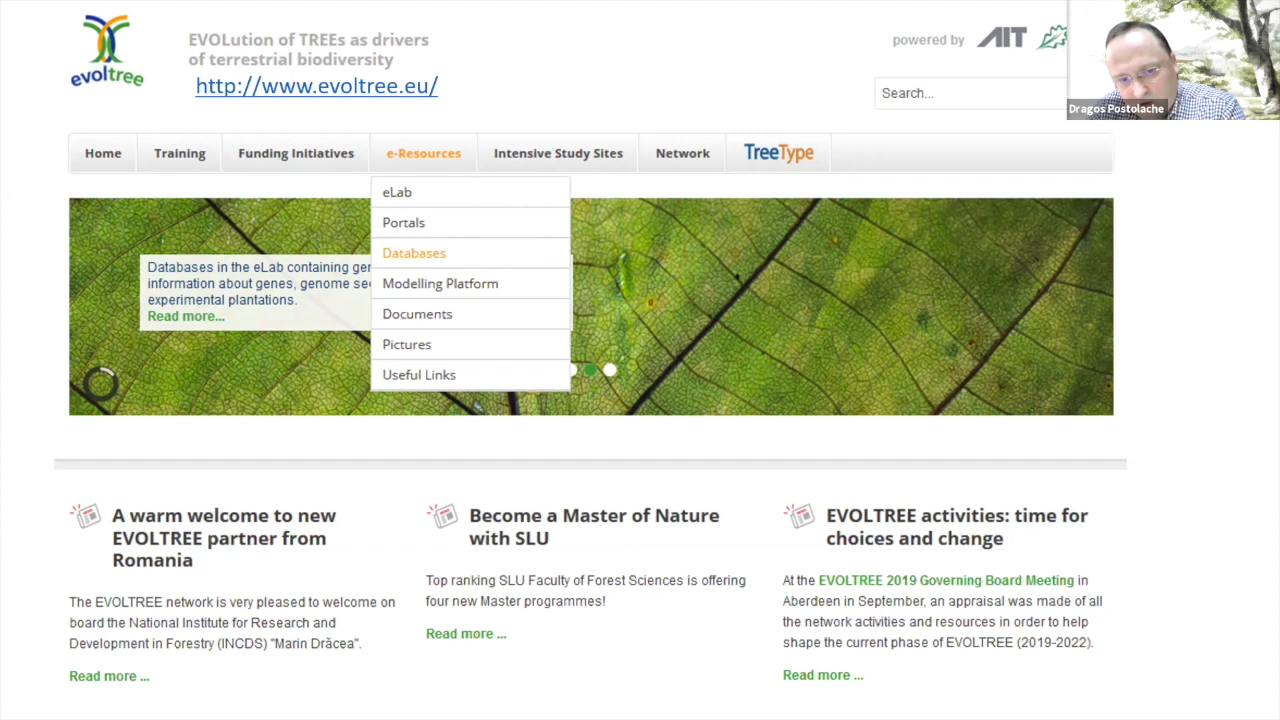 evoltree
EVOLution of TREEs as drivers
of terrestrial biodiversity
http://www.evoltree.eu/
powered by AIT
Search...
Dragos Postolache
Home Training Funding Initiatives e-Resources Intensive Study Sites Network TreeType
eLab
Portals
Databases
Modelling Platform
Documents
Pictures
Useful Links
Databases in the eLab containing
information about genes, genome
experimental plantations.
Read more...
A warm welcome to new
EVOLTREE partner from
Romania
The EVOLTREE network is very pleased to welcome on
board the National Institute for Research and
Development in Forestry (INCDS) "Marin Drăcea".
Read more ...
Become a Master of Nature
with SLU
Top ranking SLU Faculty of Forest Sciences is offering
four new Master programmes!
Read more ...
EVOLTREE activities: time for
choices and change
At the EVOLTREE 2019 Governing Board Meeting in
Aberdeen in September, an appraisal was made of all
the network activities and resources in order to help
shape the current phase of EVOLTREE (2019-2022).
Read more ...